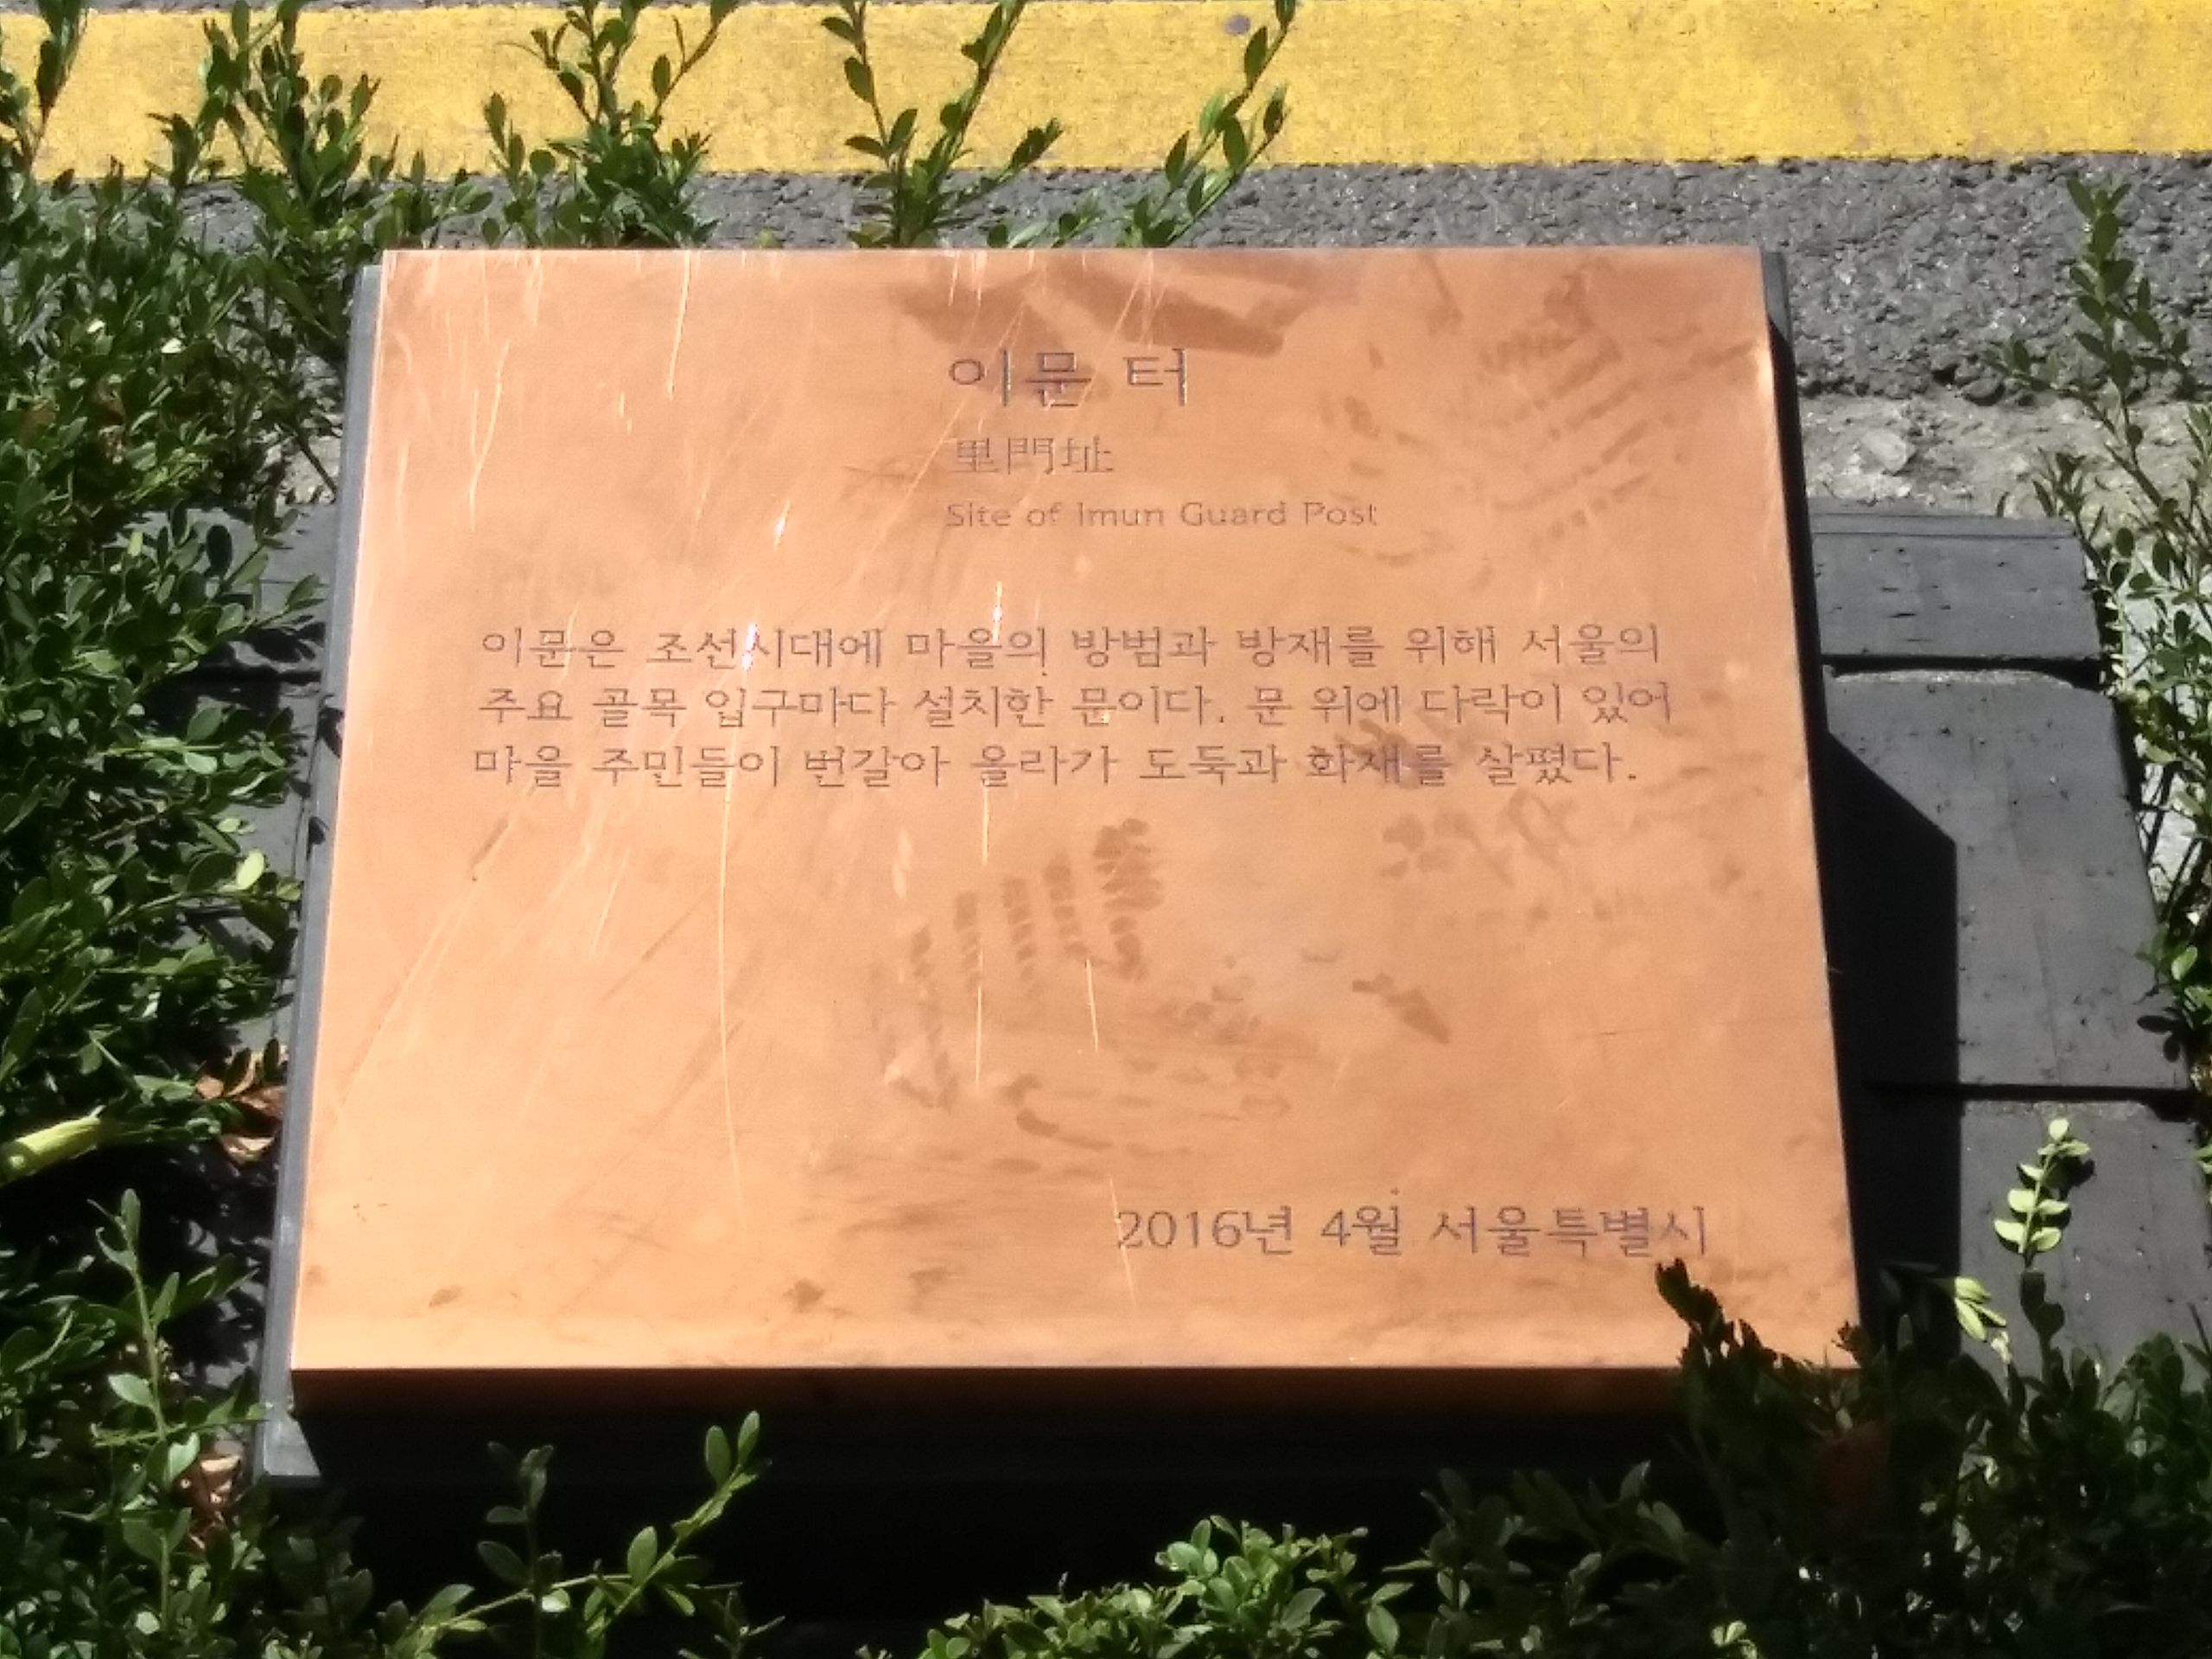 이문 터
里門址
Site of Imun Guard Post
이문은 조선시대에 마을의 방범과 방재를 위해 서울의
주요 골목 입구마다 설치한 문이다. 문 위에 다락이 있어
마을 주민들이 번갈아 올라가 도둑과 화재를 살폈다.
2016년 4월 서울특별시